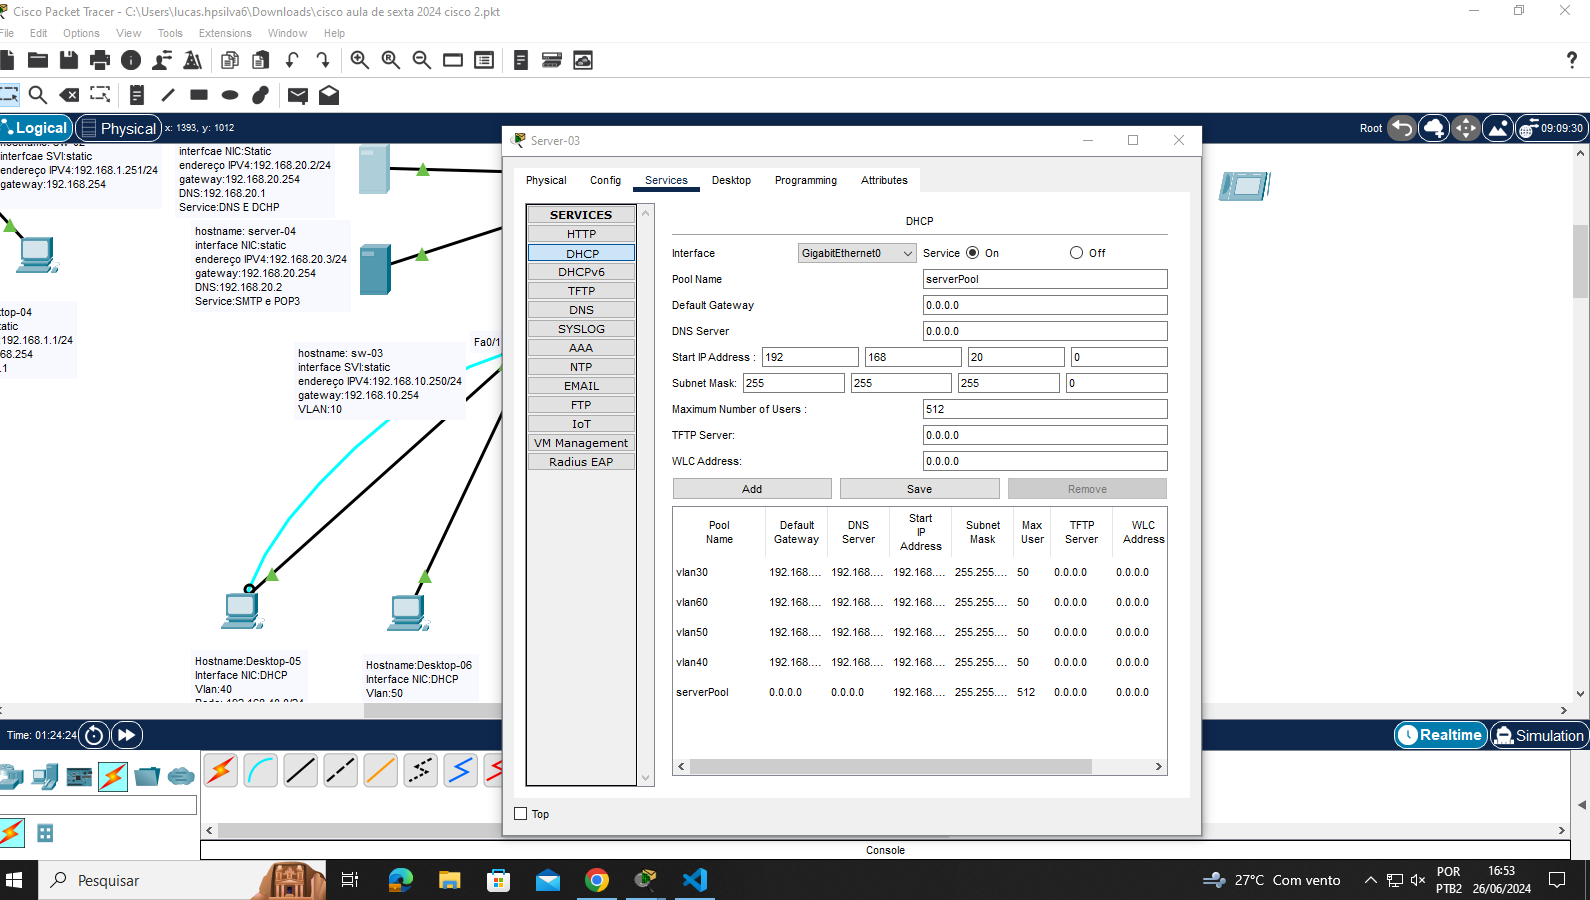 Cisco Packet Tracer - C:\Users\lucas.hpsilva6\Downloads\cisco aula de sexta 2024 cisco 2.pkt
File Edit Options View Tools Extensions Window Help
Logical Physical x: 1393, y: 1012
Root 09:09:30
interfcae SVI:static
endereço IPV4:192.168.1.251/24
gateway:192.168.254
interface NIC:Static
endereço IPV4:192.168.20.2/24
gateway:192.168.20.254
DNS:192.168.20.1
Service:DNS E DCHP
hostname: server-04
interface NIC:static
endereço IPV4:192.168.20.3/24
gateway:192.168.20.254
DNS:192.168.20.2
Service:SMTP e POP3
top-04
tatic
:192.168.1.1/24
68.254
.1
Fa0/1
hostname: sw-03
interface SVI:static
endereço IPV4:192.168.10.250/24
gateway:192.168.10.254
VLAN:10
Hostname:Desktop-05
Interface NIC:DHCP
Vlan:40
Hostname:Desktop-06
Interface NIC:DHCP
Vlan:50
Server-03
Physical Config Services Desktop Programming Attributes
SERVICES
HTTP
DHCP
DHCPv6
TFTP
DNS
SYSLOG
AAA
NTP
EMAIL
FTP
IoT
VM Management
Radius EAP
DHCP
Interface GigabitEthernet0 Service On Off
Pool Name serverPool
Default Gateway 0.0.0.0
DNS Server 0.0.0.0
Start IP Address : 192 168 20 0
Subnet Mask: 255 255 255 0
Maximum Number of Users : 512
TFTP Server: 0.0.0.0
WLC Address: 0.0.0.0
Add Save Remove
Pool Name Default Gateway DNS Server Start IP Address Subnet Mask Max User TFTP Server WLC Address
vlan30 192.168.... 192.168.... 192.168.... 255.255.... 50 0.0.0.0 0.0.0.0
vlan60 192.168.... 192.168.... 192.168.... 255.255.... 50 0.0.0.0 0.0.0.0
vlan50 192.168.... 192.168.... 192.168.... 255.255.... 50 0.0.0.0 0.0.0.0
vlan40 192.168.... 192.168.... 192.168.... 255.255.... 50 0.0.0.0 0.0.0.0
serverPool 0.0.0.0 0.0.0.0 192.168.... 255.255.... 512 0.0.0.0 0.0.0.0
Top
Time: 01:24:24
Realtime Simulation
Console
Pesquisar
27°C Com vento
POR
PTB2
16:53
26/06/2024